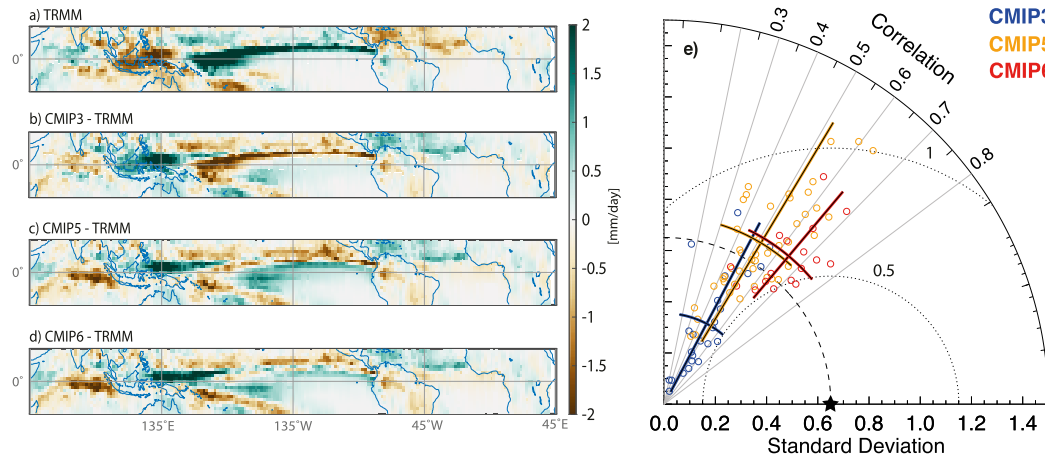 a) TRMM
0°
b) CMIP3 - TRMM
0°
c) CMIP5 - TRMM
0°
d) CMIP6 - TRMM
0°
135°E
135°W
45°W
45°E
2
1.5
1
0.5
0
-0.5
-1
-1.5
-2
[mm/day]
e)
0.3
0.4
0.5
0.6
0.7
0.8
Correlation
CMIP3
CMIP5
CMIP6
1
0.5
0.0
0.2
0.4
0.6
0.8
1.0
1.2
1.4
Standard Deviation